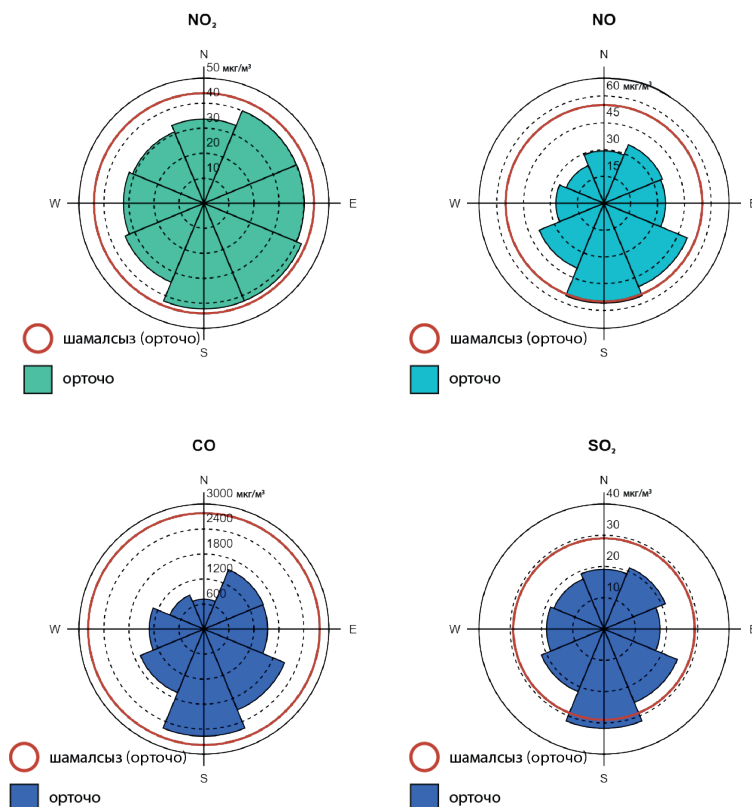 NO₂
N
50 мкг/м³
40
30
20
10
W
E
S
шамалсыз (орточо)
орточо
NO
N
60 мкг/м³
45
30
15
W
E
S
шамалсыз (орточо)
орточо
CO
N
3000 мкг/м³
2400
1800
1200
600
W
E
S
шамалсыз (орточо)
орточо
SO₂
N
40 мкг/м³
30
20
10
W
E
S
шамалсыз (орточо)
орточо